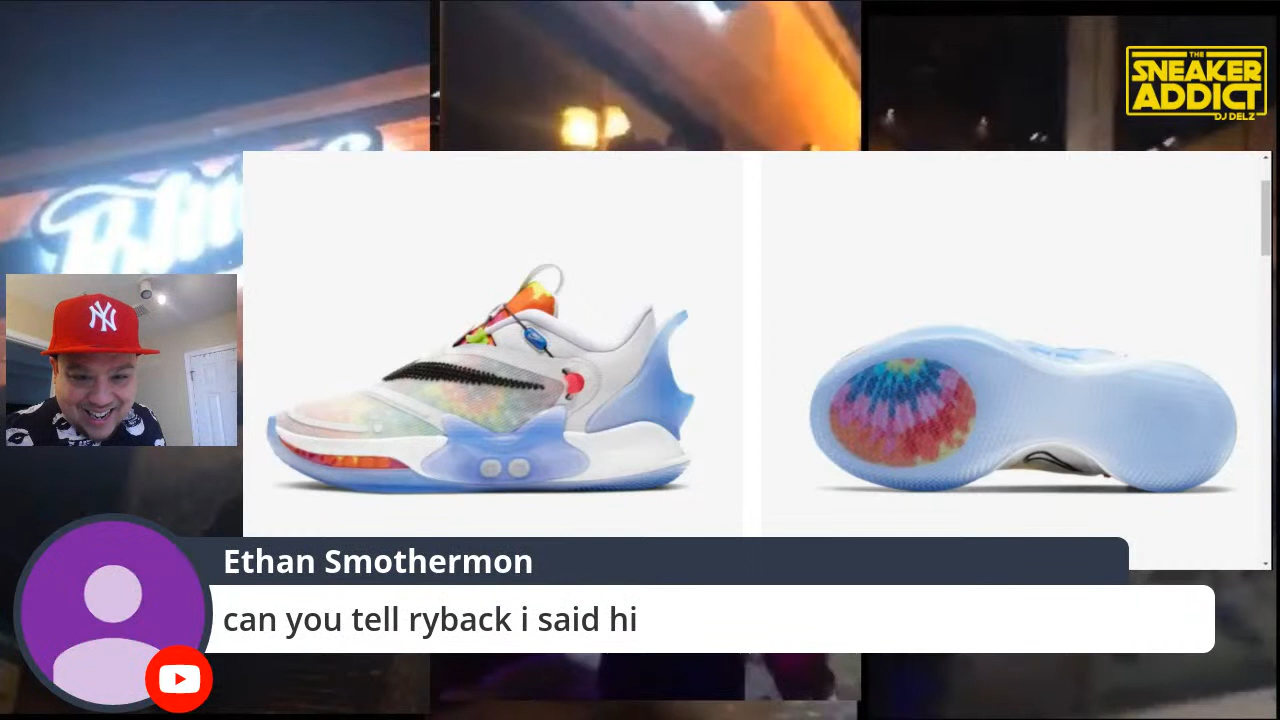 THE
SNEAKER
ADDICT
DJ DELZ
NY
Ethan Smothermon
can you tell ryback i said hi